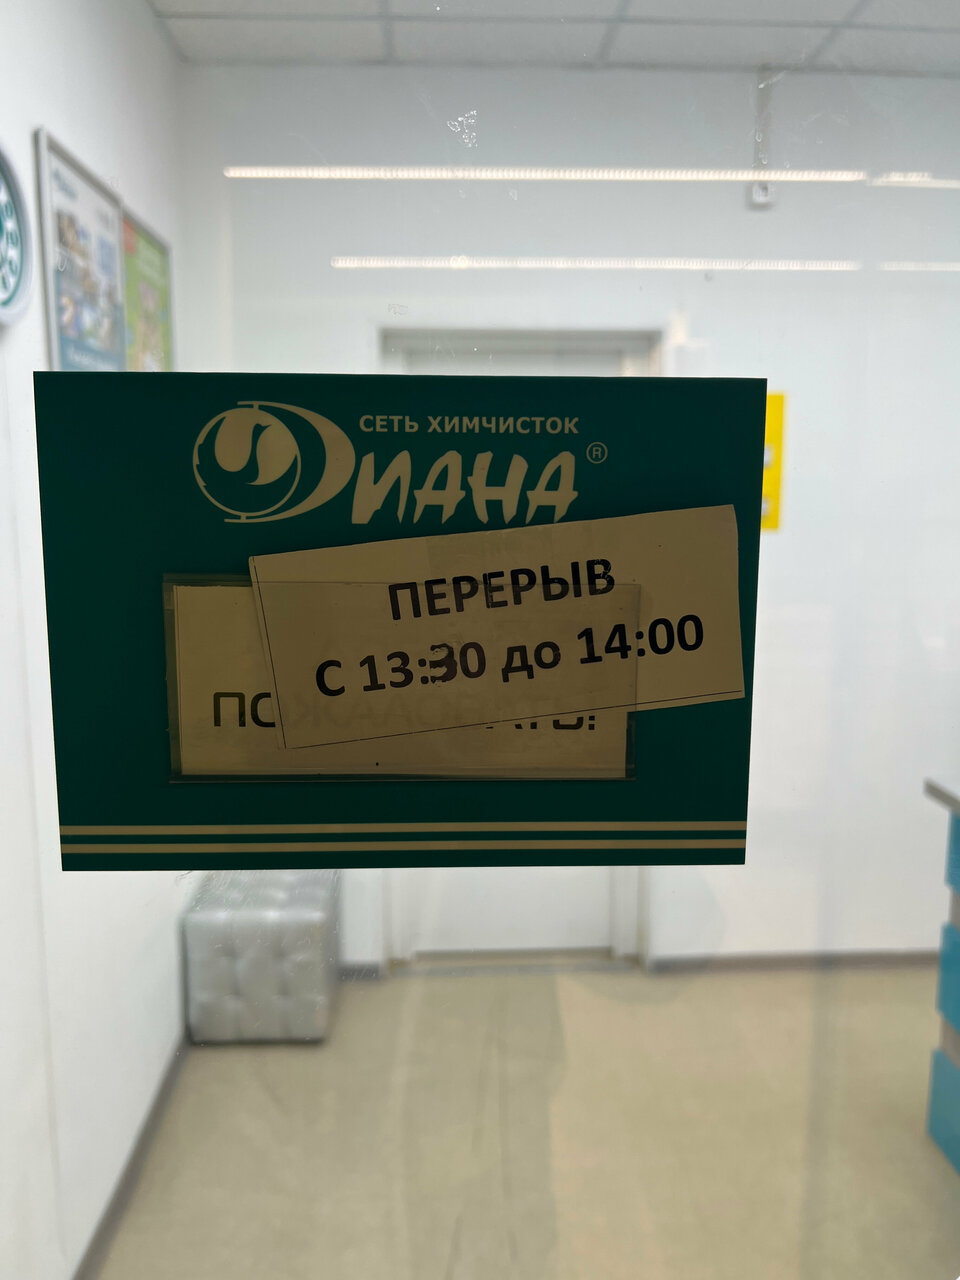 СЕТЬ ХИМЧИСТОК
ДИАНА®
ПЕРЕРЫВ
С 13:30 до 14:00